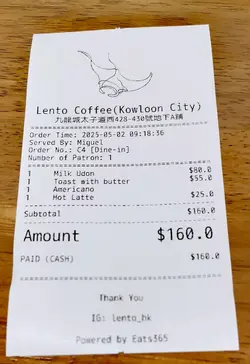 Lento Coffee(Kowloon City)
九龍城太子道西428-430號地下A舖
Order Time: 2025-05-02 09:18:36
Served By: Miguel
Order No.: C4 [Dine-in]
Number of Patron: 1
1 Milk Udon $80.0
1 Toast with butter $55.0
1 Americano
1 Hot Latte $25.0
Subtotal $160.0
Amount $160.0
PAID (CASH) $160.0
Thank You
IG: lento_hk
Powered by Eats365